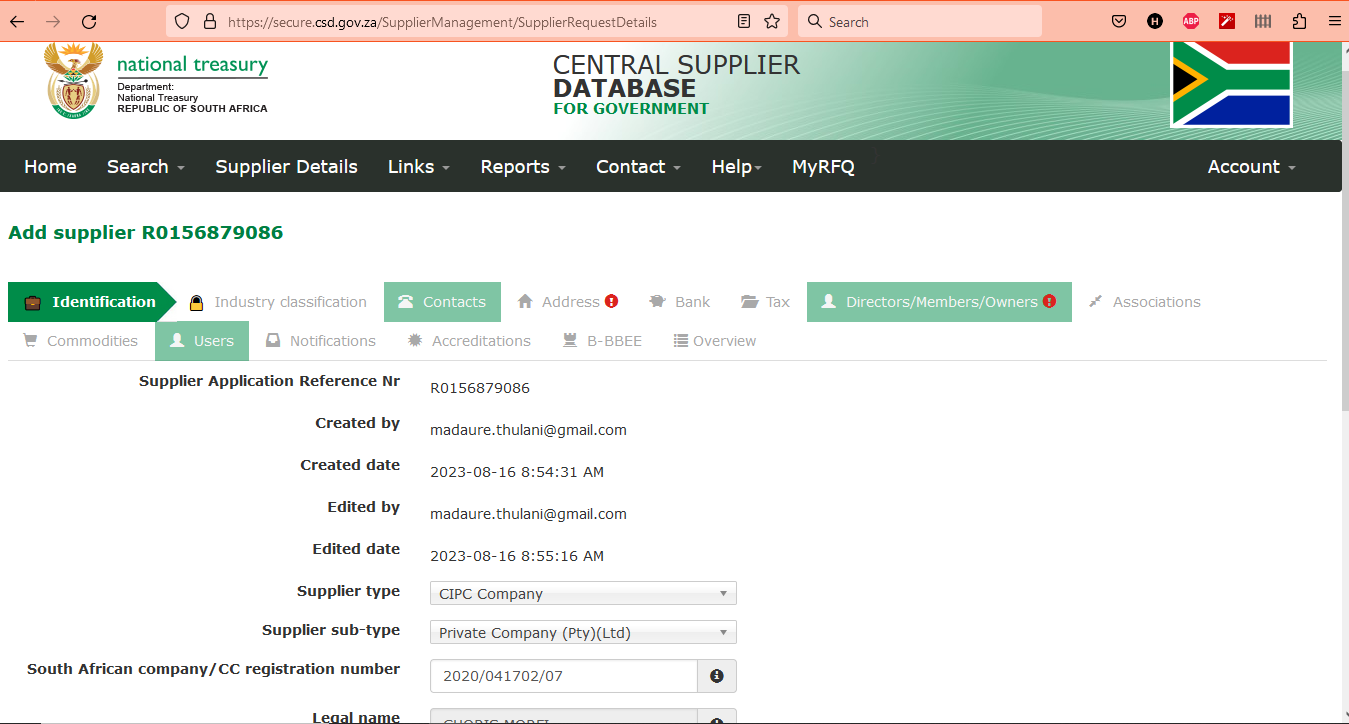 https://secure.csd.gov.za/SupplierManagement/SupplierRequestDetails
Search
H
ABP
national treasury
Department:
National Treasury
REPUBLIC OF SOUTH AFRICA
CENTRAL SUPPLIER
DATABASE
FOR GOVERNMENT
Home Search Supplier Details Links Reports Contact Help MyRFQ Account
Add supplier R0156879086
Identification Industry classification Contacts Address Bank Tax Directors/Members/Owners Associations
Commodities Users Notifications Accreditations B-BBEE Overview
Supplier Application Reference Nr R0156879086
Created by madaure.thulani@gmail.com
Created date 2023-08-16 8:54:31 AM
Edited by madaure.thulani@gmail.com
Edited date 2023-08-16 8:55:16 AM
Supplier type CIPC Company
Supplier sub-type Private Company (Pty)(Ltd)
South African company/CC registration number 2020/041702/07
Legal name